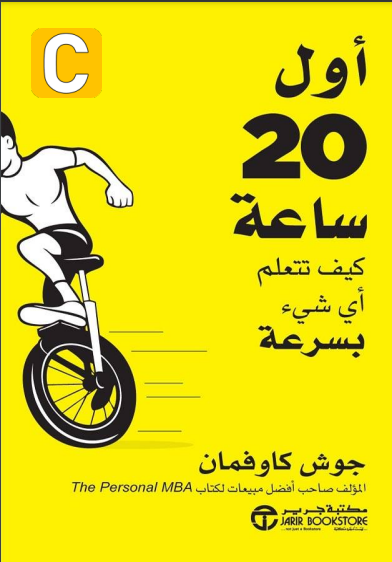 C
أول
20
ساعة
كيف تتعلم
أي شيء
بسرعة
جوش كاوفمان
المؤلف صاحب أفضل مبيعات لكتاب The Personal MBA
مكتبة جرير
JARIR BOOKSTORE